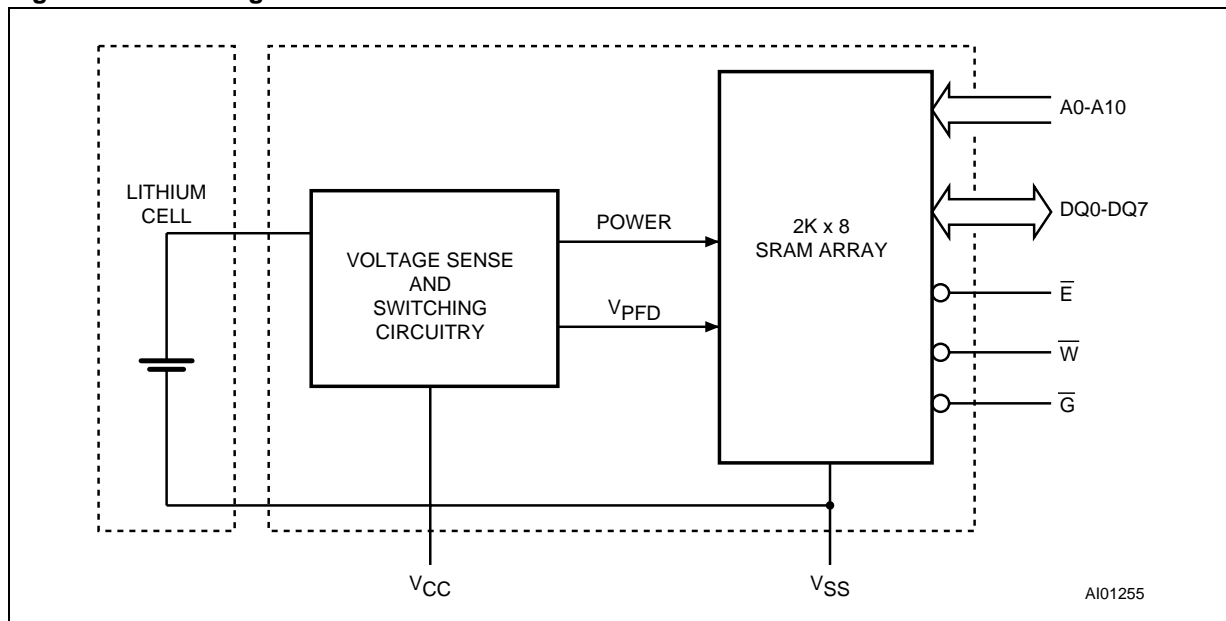 LITHIUM
CELL
VOLTAGE SENSE
AND
SWITCHING
CIRCUITRY
POWER
VPFD
2K x 8
SRAM ARRAY
A0-A10
DQ0-DQ7
E̅
W̅
G̅
VCC
VSS
AI01255